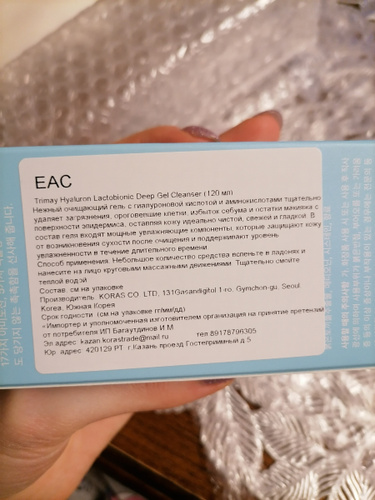 EAC
Trimay Hyaluron Lactobionic Deep Gel Cleanser (120 мл)
Нежный очищающий гель с гиалуроновой кислотой и аминокислотами тщательно
удаляет загрязнения, ороговевшие клетки, избыток себума и остатки макияжа с
поверхности эпидермиса, оставляя кожу идеально чистой, свежей и гладкой. В
состав геля входят мощные увлажняющие компоненты, которые защищают кожу
от возникновения сухости после очищения и поддерживают уровень
увлажненности в течение длительного времени.
Способ применения. Небольшое количество средства вспеньте в ладонях и
нанесите на лицо круговыми массажными движениями. Тщательно смойте
теплой водой.
Состав: см на упаковке
Производитель: KORAS CO. LTD, 131Gasandigitol 1-ro, Gymchon-gu, Seoul,
Korea, Южная Корея
Срок годности: (см на упаковке гг/мм/дд)
«Импортер и уполномоченная изготовителем организация на принятие претензий
от потребителя ИП Багаутдинов И.М.
Эл адрес: kazan.korastrade@mail.ru тел 89178796305
Юр. адрес: 420129 РТ, г.Казань проезд Гостеприимный д 5